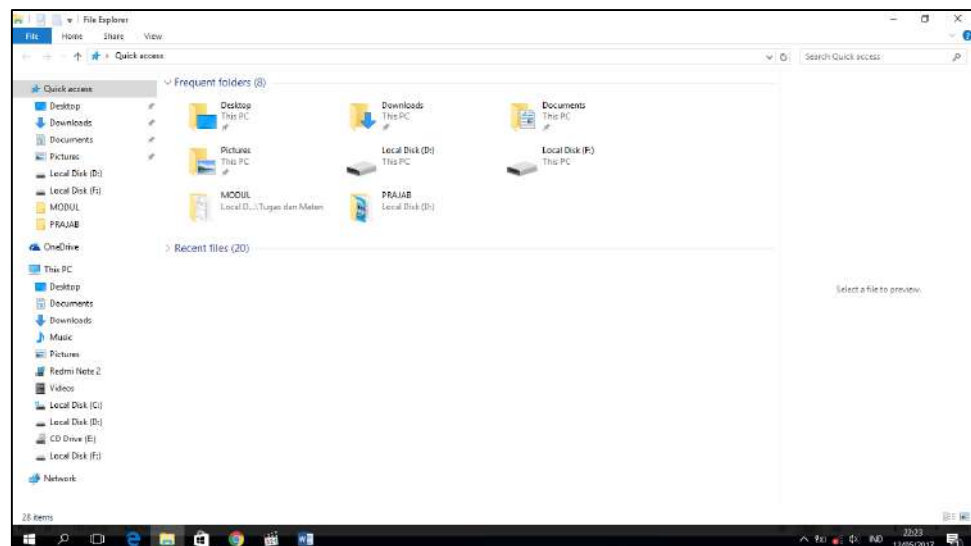 File Explorer
File Home Share View
Quick access
Search Quick access
Quick access
Desktop
Downloads
Documents
Pictures
Local Disk (D:)
Local Disk (F:)
MODUL
PRAJAB
OneDrive
This PC
Desktop
Documents
Downloads
Music
Pictures
Redmi Note 2
Videos
Local Disk (C:)
Local Disk (D:)
CD Drive (E:)
Local Disk (F:)
Network
Frequent folders (8)
Desktop
This PC
Downloads
This PC
Documents
This PC
Pictures
This PC
Local Disk (D:)
This PC
Local Disk (F:)
This PC
MODUL
Local D...\Tugas dan Materi
PRAJAB
Local Disk (D:)
Recent files (20)
Select a file to preview.
28 items
IND
22:23
12/05/2017